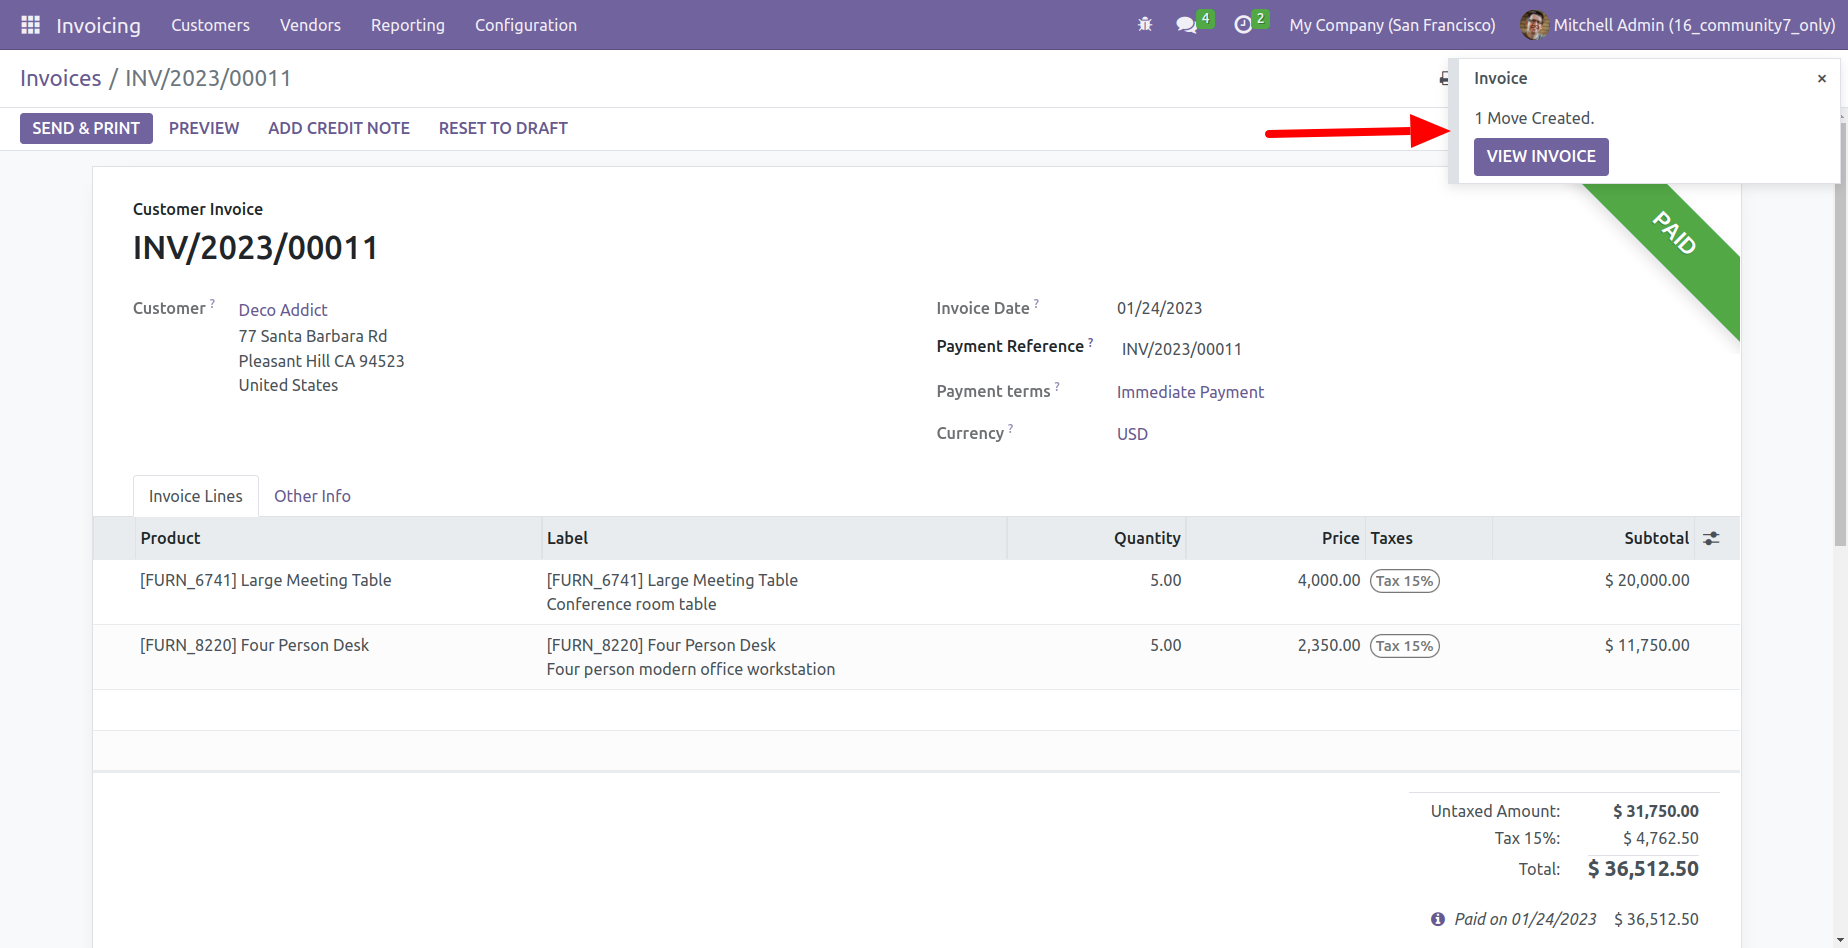 Invoicing Customers Vendors Reporting Configuration 4 2 My Company (San Francisco) Mitchell Admin (16_community7_only)
Invoices / INV/2023/00011
Invoice ×
1 Move Created.
VIEW INVOICE
SEND & PRINT PREVIEW ADD CREDIT NOTE RESET TO DRAFT
PAID
Customer Invoice
INV/2023/00011
Customer ? Deco Addict
77 Santa Barbara Rd
Pleasant Hill CA 94523
United States
Invoice Date ? 01/24/2023
Payment Reference ? INV/2023/00011
Payment terms ? Immediate Payment
Currency ? USD
Invoice Lines Other Info
Product Label Quantity Price Taxes Subtotal
[FURN_6741] Large Meeting Table [FURN_6741] Large Meeting Table 5.00 4,000.00 Tax 15% $ 20,000.00
Conference room table
[FURN_8220] Four Person Desk [FURN_8220] Four Person Desk 5.00 2,350.00 Tax 15% $ 11,750.00
Four person modern office workstation
Untaxed Amount: $ 31,750.00
Tax 15%: $ 4,762.50
Total: $ 36,512.50
Paid on 01/24/2023 $ 36,512.50